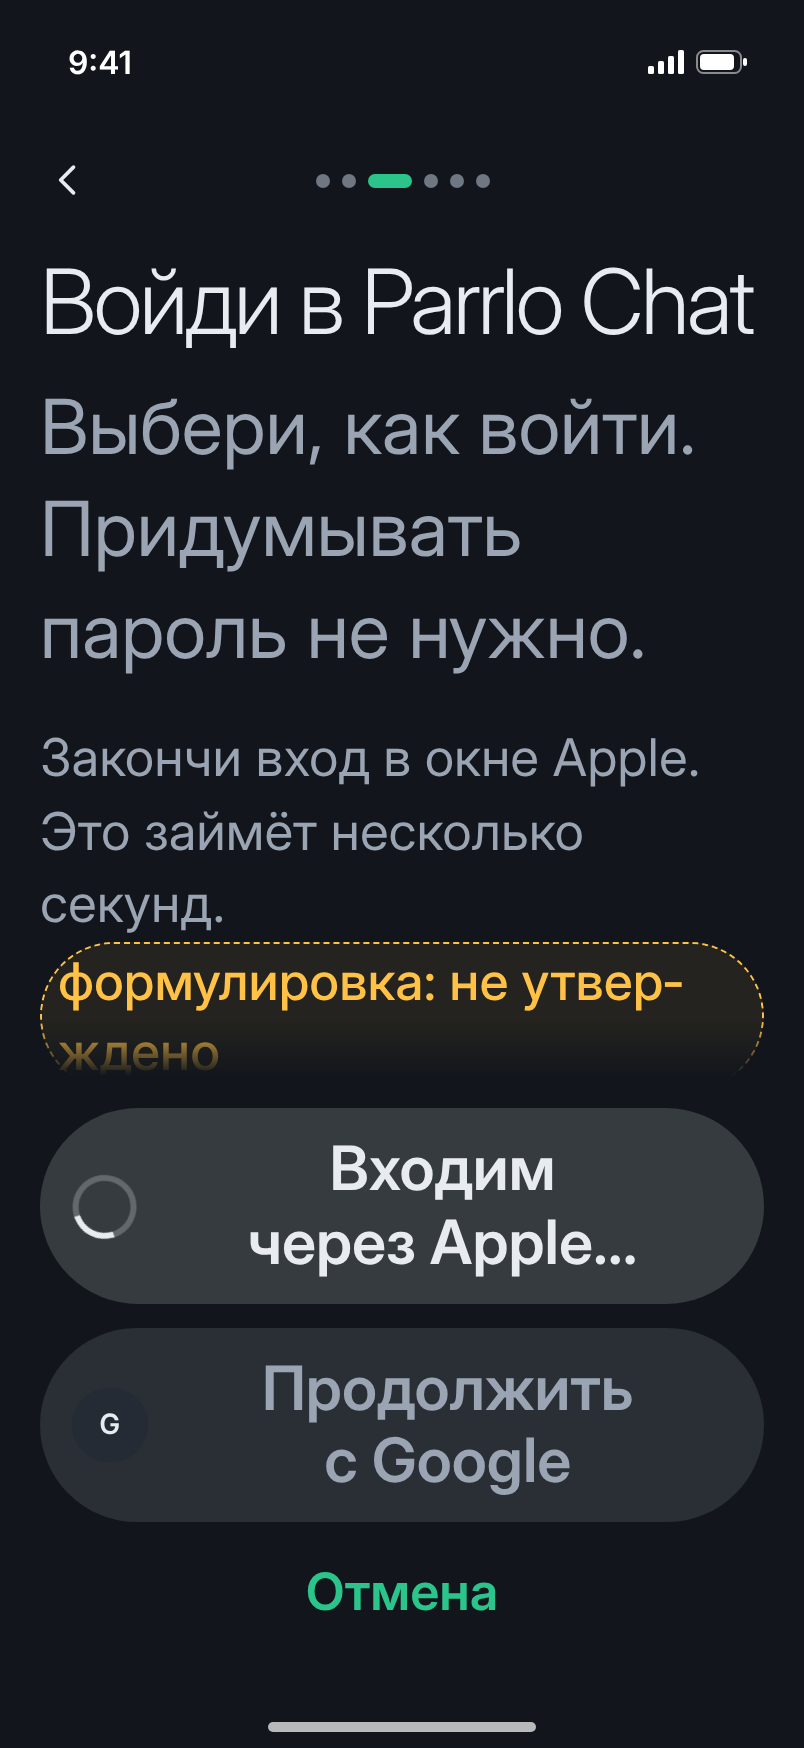 9:41
Войди в Parrlo Chat
Выбери, как войти.
Придумывать
пароль не нужно.
Закончи вход в окне Apple.
Это займёт несколько
секунд.
формулировка: не утвер-
ждено
Входим
через Apple...
G
Продолжить
с Google
Отмена